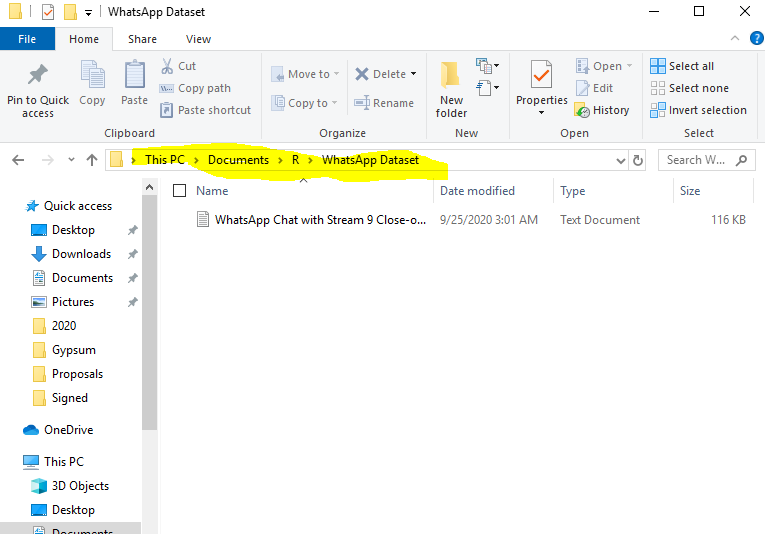 WhatsApp Dataset
File Home Share View
Pin to Quick access
Copy
Paste
Cut
Copy path
Paste shortcut
Clipboard
Move to
Copy to
Delete
Rename
Organize
New folder
New
Properties
Open
Edit
History
Open
Select all
Select none
Invert selection
Select
This PC Documents R WhatsApp Dataset
Search W...
Name Date modified Type Size
WhatsApp Chat with Stream 9 Close-o... 9/25/2020 3:01 AM Text Document 116 KB
Quick access
Desktop
Downloads
Documents
Pictures
2020
Gypsum
Proposals
Signed
OneDrive
This PC
3D Objects
Desktop
Documents